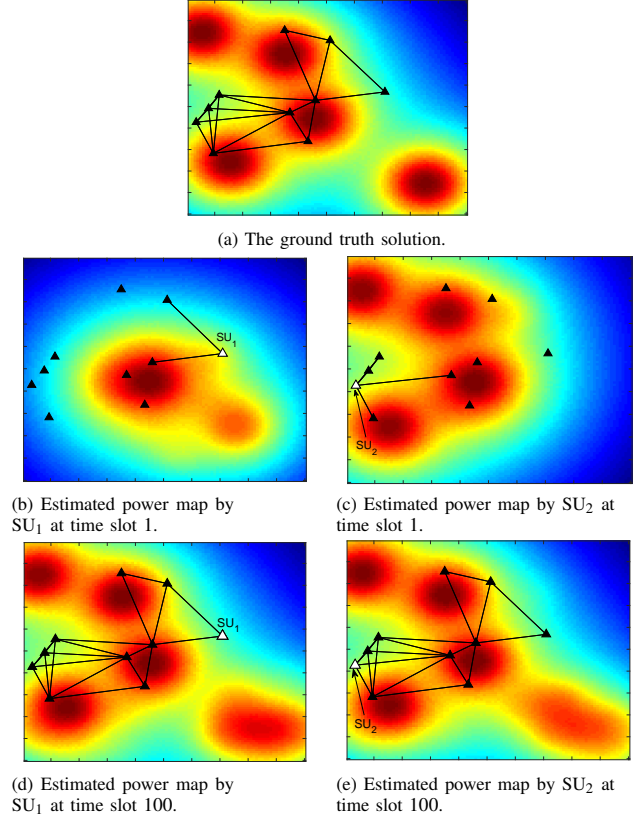 (a) The ground truth solution.
SU1
SU2
(b) Estimated power map by
SU1 at time slot 1.
(c) Estimated power map by SU2 at
time slot 1.
SU1
SU2
(d) Estimated power map by
SU1 at time slot 100.
(e) Estimated power map by SU2 at
time slot 100.